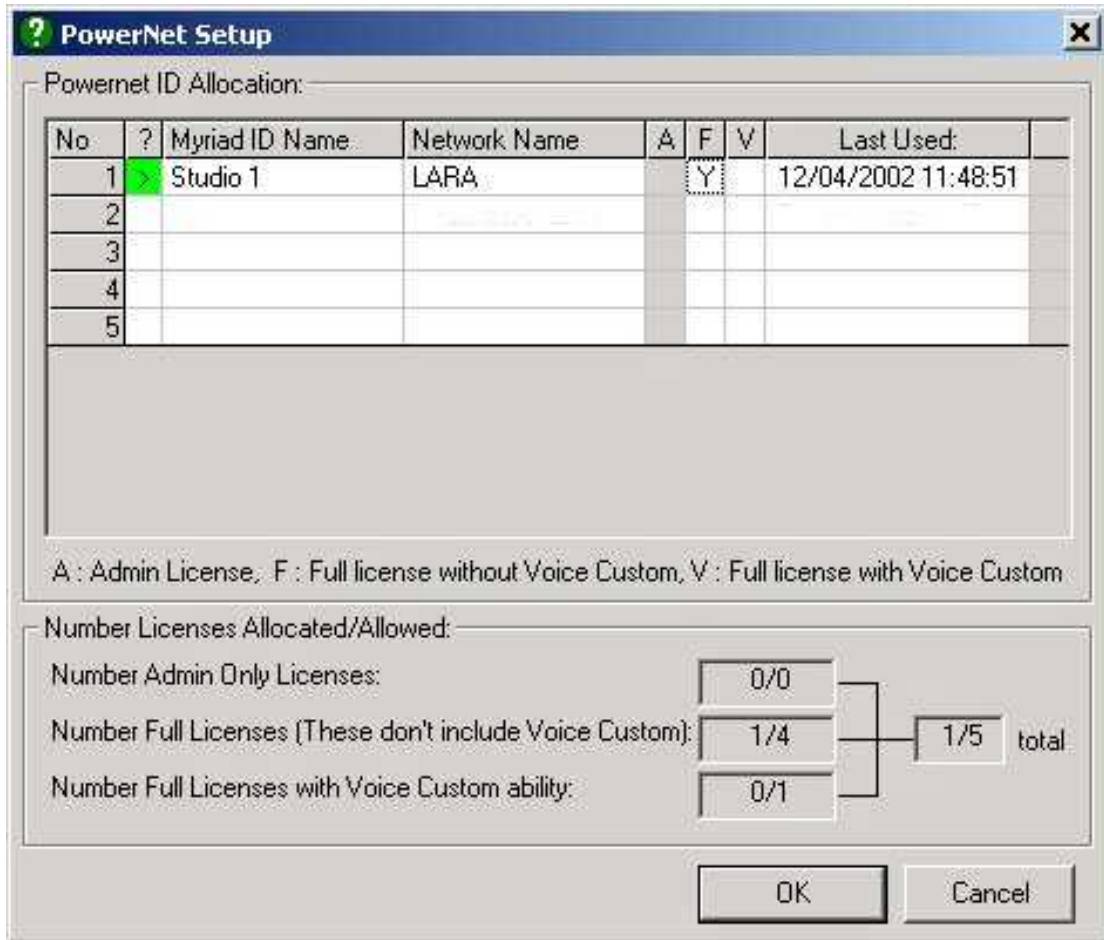 ? PowerNet Setup
Powernet ID Allocation:
No ? Myriad ID Name Network Name A F V Last Used:
1 > Studio 1 LARA Y 12/04/2002 11:48:51
2
3
4
5
A : Admin License, F : Full license without Voice Custom, V : Full license with Voice Custom
Number Licenses Allocated/Allowed:
Number Admin Only Licenses: 0/0
Number Full Licenses (These don't include Voice Custom): 1/4 1/5 total
Number Full Licenses with Voice Custom ability: 0/1
OK Cancel